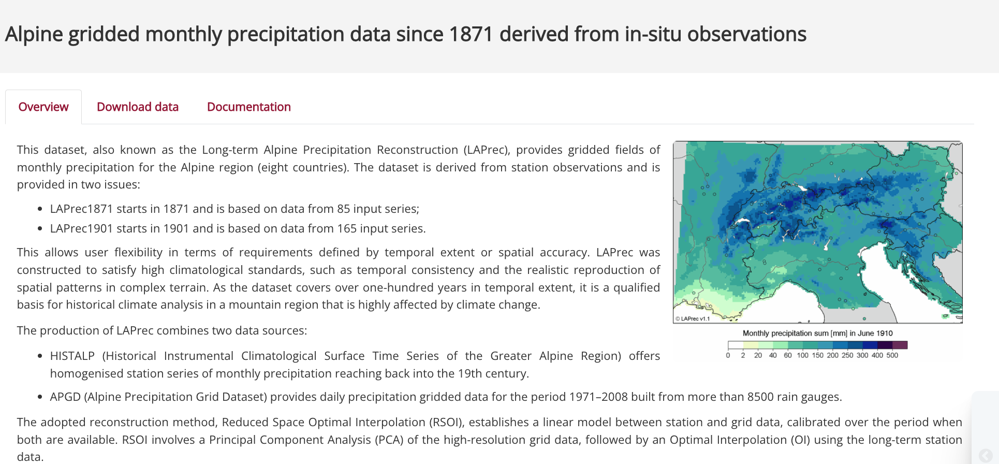 Alpine gridded monthly precipitation data since 1871 derived from in-situ observations
Overview
Download data
Documentation
This dataset, also known as the Long-term Alpine Precipitation Reconstruction (LAPrec), provides gridded fields of
monthly precipitation for the Alpine region (eight countries). The dataset is derived from station observations and is
provided in two issues:
• LAPrec1871 starts in 1871 and is based on data from 85 input series;
• LAPrec1901 starts in 1901 and is based on data from 165 input series.
This allows user flexibility in terms of requirements defined by temporal extent or spatial accuracy. LAPrec was
constructed to satisfy high climatological standards, such as temporal consistency and the realistic reproduction of
spatial patterns in complex terrain. As the dataset covers over one-hundred years in temporal extent, it is a qualified
basis for historical climate analysis in a mountain region that is highly affected by climate change.
The production of LAPrec combines two data sources:
• HISTALP (Historical Instrumental Climatological Surface Time Series of the Greater Alpine Region) offers
homogenised station series of monthly precipitation reaching back into the 19th century.
• APGD (Alpine Precipitation Grid Dataset) provides daily precipitation gridded data for the period 1971–2008 built from more than 8500 rain gauges.
The adopted reconstruction method, Reduced Space Optimal Interpolation (RSOI), establishes a linear model between station and grid data, calibrated over the period when
both are available. RSOI involves a Principal Component Analysis (PCA) of the high-resolution grid data, followed by an Optimal Interpolation (OI) using the long-term station
data.
© LAPrec v1.1
Monthly precipitation sum [mm] in June 1910
0 2 20 40 60 100 150 200 250 300 400 500